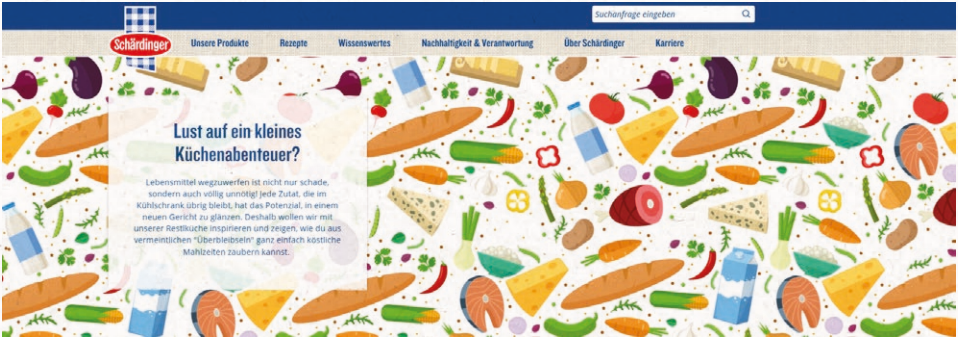 Suchanfrage eingeben
Schärdinger
Unsere Produkte Rezepte Wissenswertes Nachhaltigkeit & Verantwortung Über Schärdinger Karriere
Lust auf ein kleines
Küchenabenteuer?
Lebensmittel wegzuwerfen ist nicht nur schade,
sondern auch völlig unnötig! Jede Zutat, die im
Kühlschrank übrig bleibt, hat das Potenzial, in einem
neuen Gericht zu glänzen. Deshalb wollen wir mit
unserer Restlküche inspirieren und zeigen, wie du aus
vermeintlichen "Überbleibseln" ganz einfach köstliche
Mahlzeiten zaubern kannst.